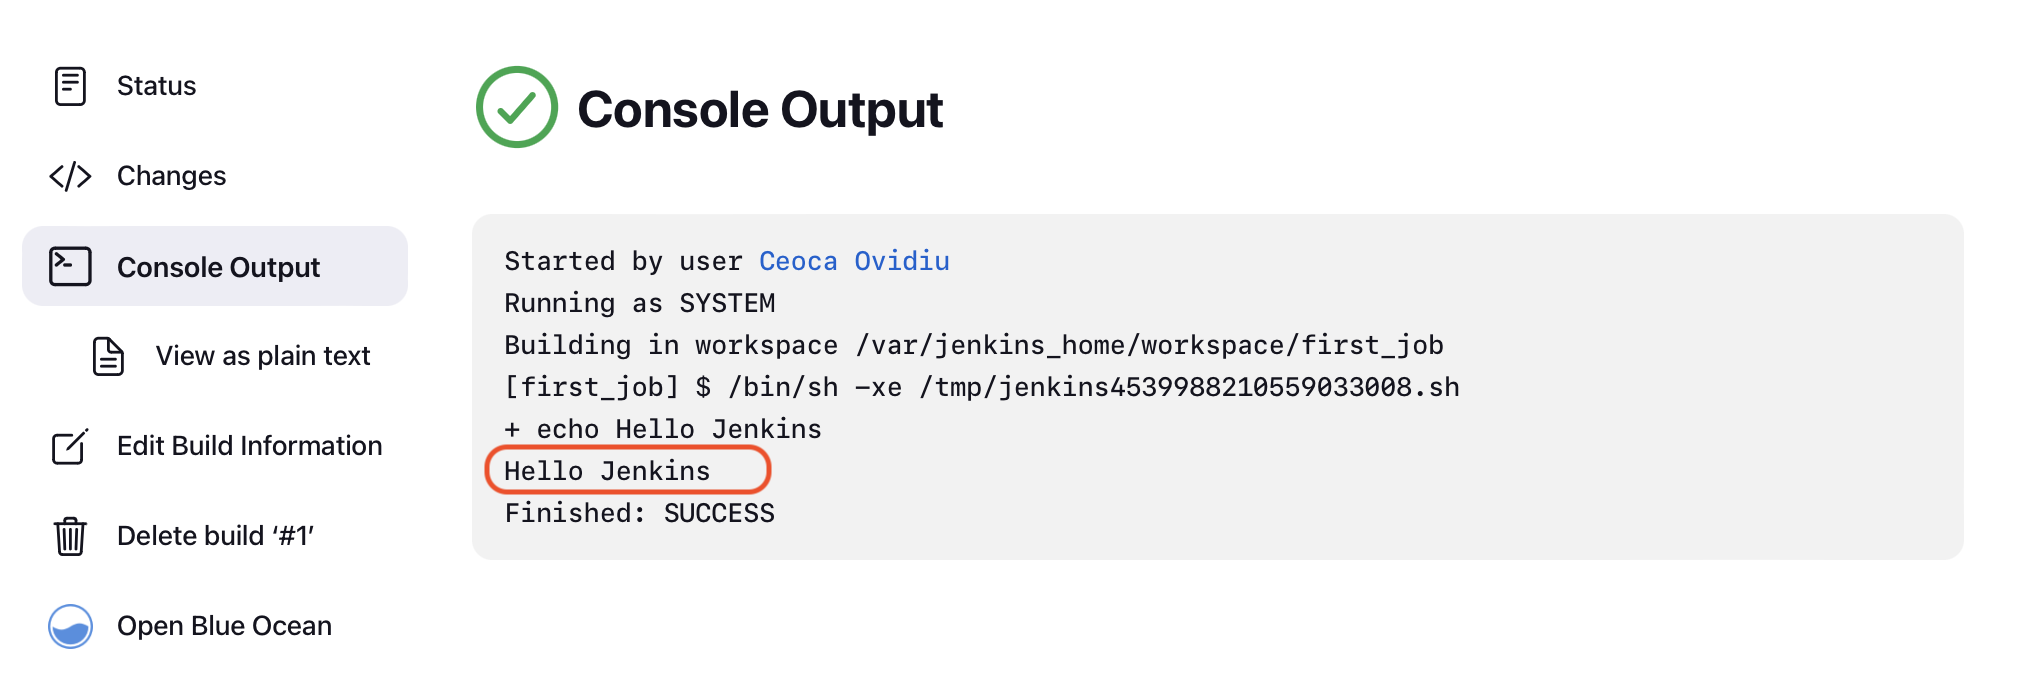 Status
Changes
Console Output
View as plain text
Edit Build Information
Delete build ‘#1’
Open Blue Ocean
Console Output
Started by user Ceoca Ovidiu
Running as SYSTEM
Building in workspace /var/jenkins_home/workspace/first_job
[first_job] $ /bin/sh -xe /tmp/jenkins4539988210559033008.sh
+ echo Hello Jenkins
Hello Jenkins
Finished: SUCCESS